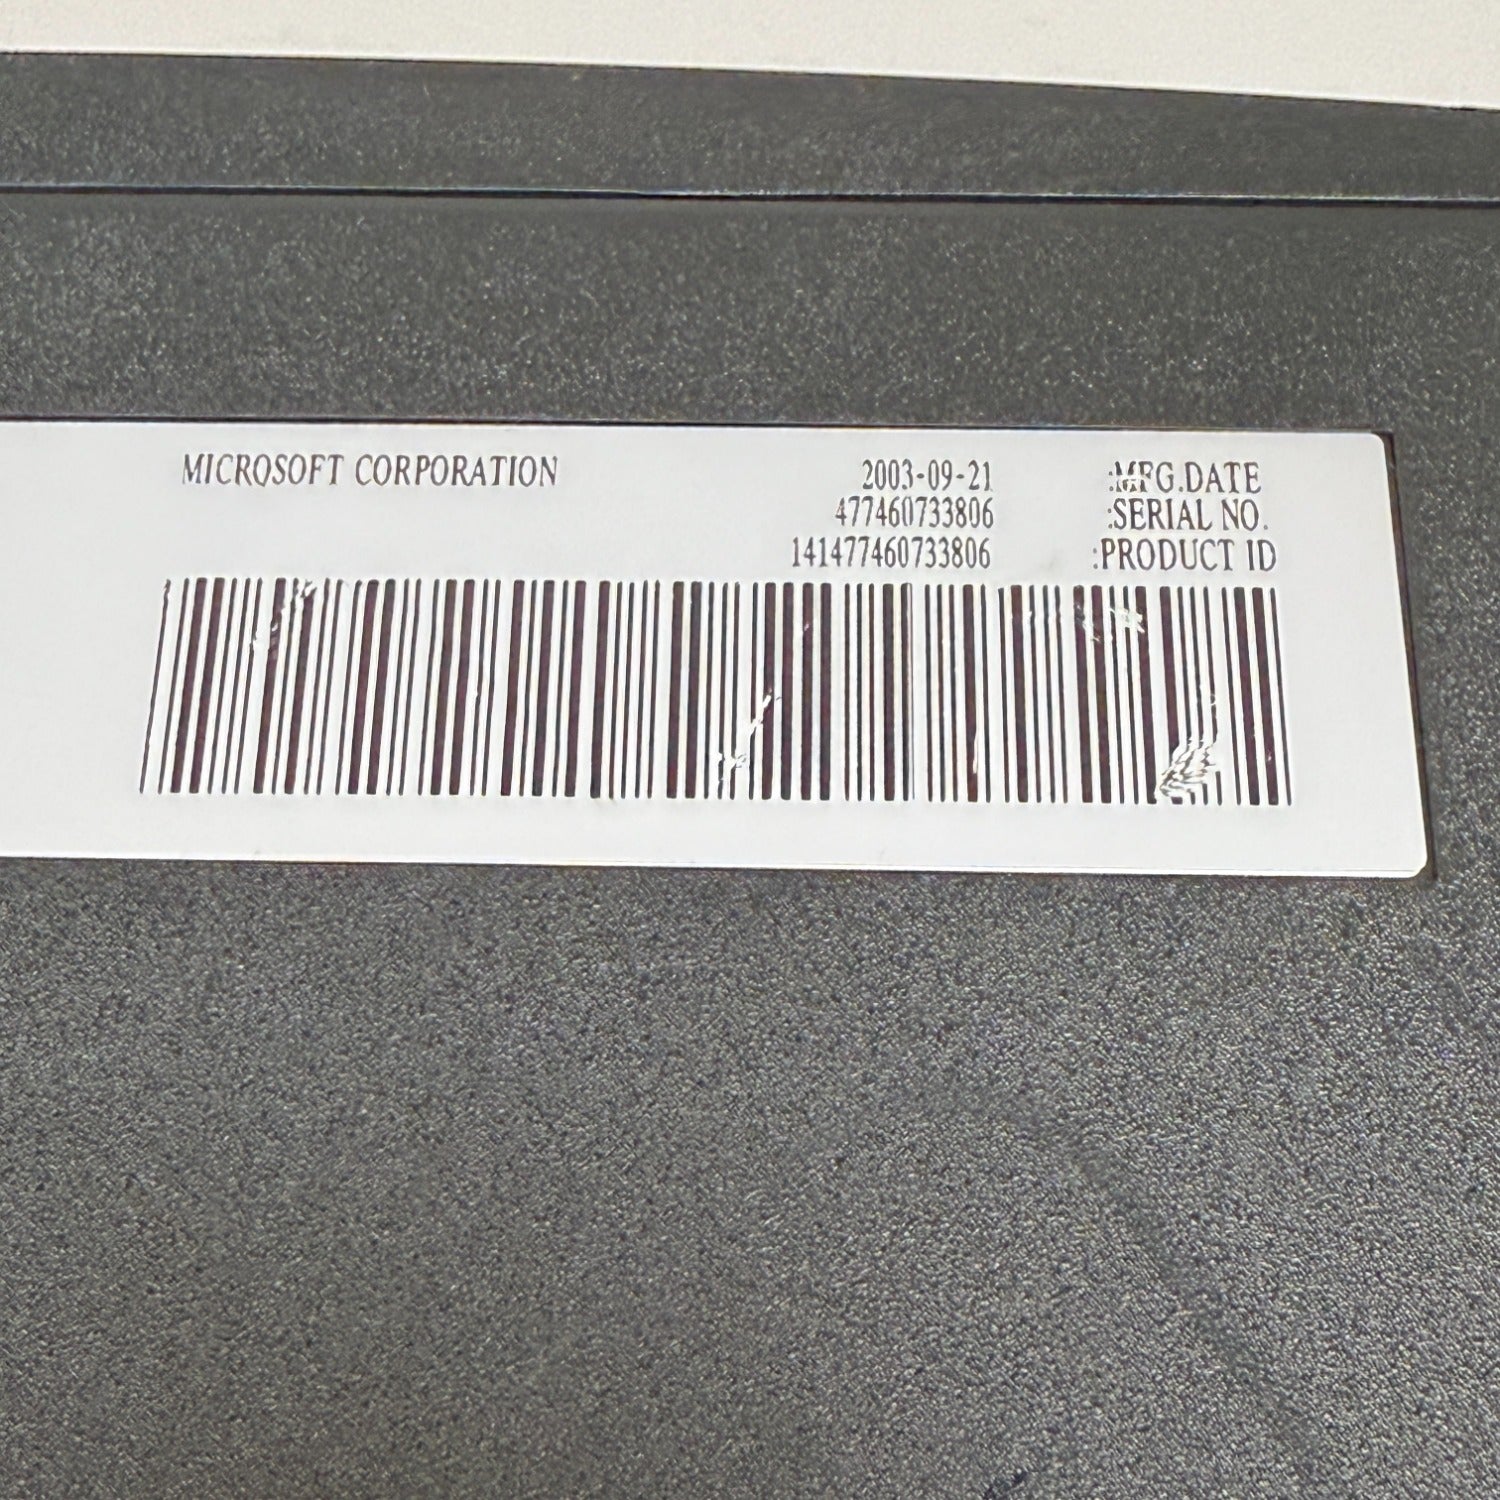 MICROSOFT CORPORATION 2003-09-21 :MFG.DATE
477460733806 :SERIAL NO.
141477460733806 :PRODUCT ID